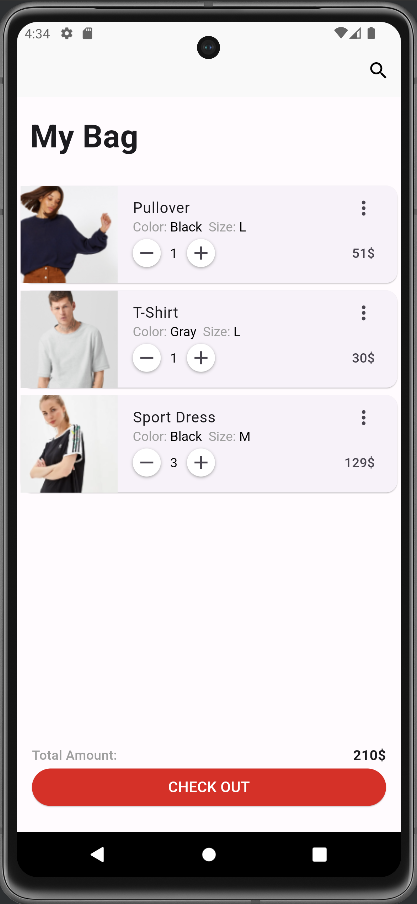 4:34
My Bag
Pullover
Color: Black Size: L
1
51$
T-Shirt
Color: Gray Size: L
1
30$
Sport Dress
Color: Black Size: M
3
129$
Total Amount:
210$
CHECK OUT